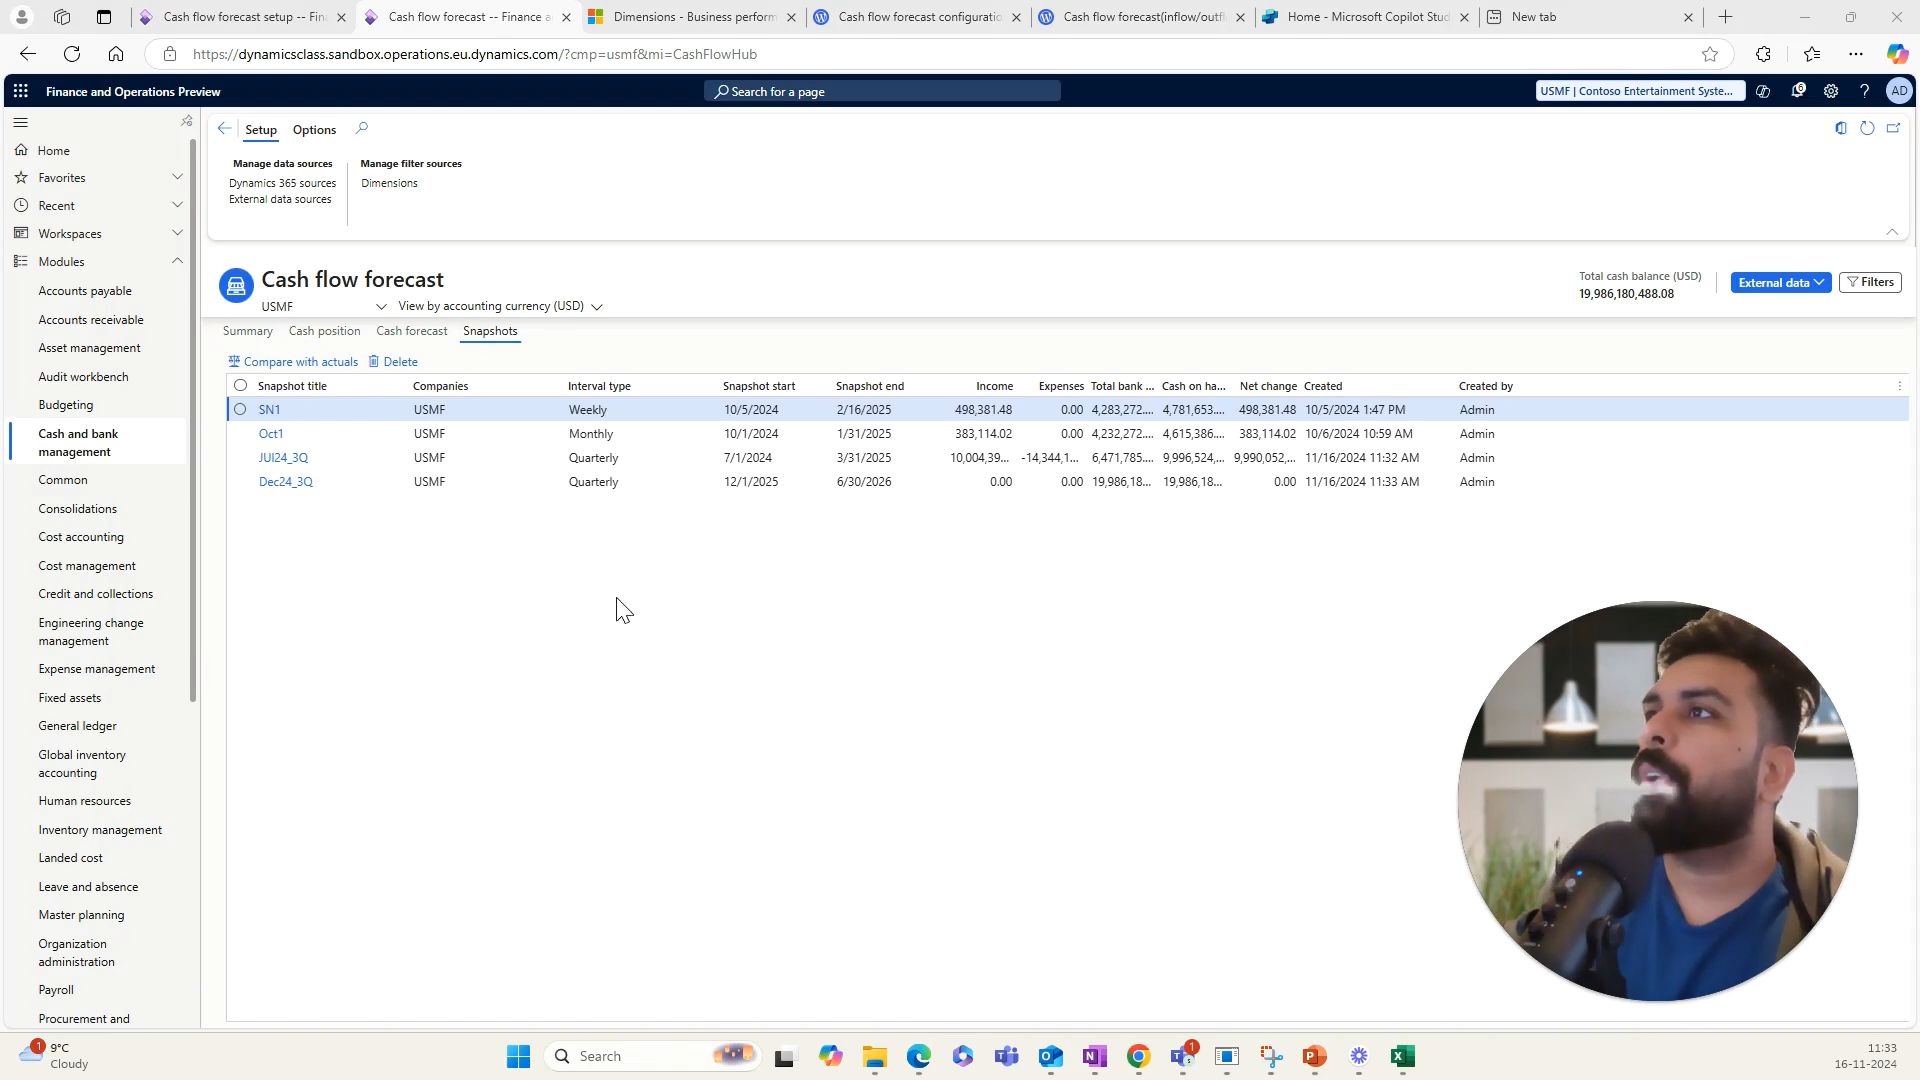 Cash flow forecast setup -- Fin
Cash flow forecast -- Finance a
Dimensions - Business perform
Cash flow forecast configuratio
Cash flow forecast(inflow/outfl
Home - Microsoft Copilot Stud
New tab
https://dynamicsclass.sandbox.operations.eu.dynamics.com/?cmp=usmf&mi=CashFlowHub
Finance and Operations Preview
Search for a page
USMF | Contoso Entertainment Syste...
6
?
AD
Home
Favorites
Recent
Workspaces
Modules
Accounts payable
Accounts receivable
Asset management
Audit workbench
Budgeting
Cash and bank
management
Common
Consolidations
Cost accounting
Cost management
Credit and collections
Engineering change
management
Expense management
Fixed assets
General ledger
Global inventory
accounting
Human resources
Inventory management
Landed cost
Leave and absence
Master planning
Organization
administration
Payroll
Procurement and
Setup Options
Manage data sources
Dynamics 365 sources
External data sources
Manage filter sources
Dimensions
Cash flow forecast
USMF
View by accounting currency (USD)
Total cash balance (USD)
19,986,180,488.08
External data
Filters
Summary Cash position Cash forecast Snapshots
Compare with actuals Delete
Snapshot title Companies Interval type Snapshot start Snapshot end Income Expenses Total bank ... Cash on ha... Net change Created Created by
SN1 USMF Weekly 10/5/2024 2/16/2025 498,381.48 0.00 4,283,272.... 4,781,653.... 498,381.48 10/5/2024 1:47 PM Admin
Oct1 USMF Monthly 10/1/2024 1/31/2025 383,114.02 0.00 4,232,272.... 4,615,386.... 383,114.02 10/6/2024 10:59 AM Admin
JUl24_3Q USMF Quarterly 7/1/2024 3/31/2025 10,004,39... -14,344,1... 6,471,785.... 9,996,524,... 9,990,052,... 11/16/2024 11:32 AM Admin
Dec24_3Q USMF Quarterly 12/1/2025 6/30/2026 0.00 0.00 19,986,18... 19,986,18... 0.00 11/16/2024 11:33 AM Admin
1
9°C
Cloudy
Search
1
11:33
16-11-2024